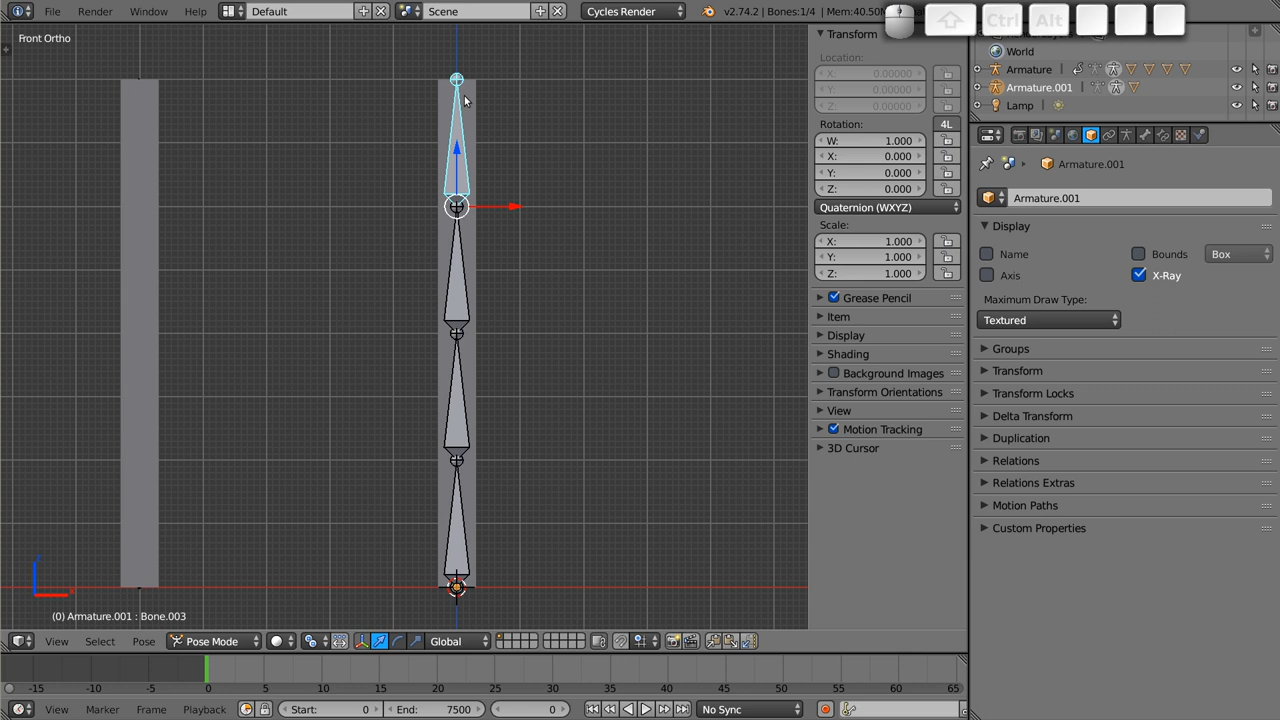 File Render Window Help Default Scene Cycles Render v2.74.2 | Bones:1/4 | Mem:40.50
Ctrl Alt
Front Ortho
Transform
Location:
X: 0.00000
Y: 0.00000
Z: 0.00000
Rotation: 4L
W: 1.000
X: 0.000
Y: 0.000
Z: 0.000
Quaternion (WXYZ)
Scale:
X: 1.000
Y: 1.000
Z: 1.000
Grease Pencil
Item
Display
Shading
Background Images
Transform Orientations
View
Motion Tracking
3D Cursor
World
Armature
Armature.001
Lamp
Armature.001
Armature.001
Display
Name Bounds Box
Axis X-Ray
Maximum Draw Type:
Textured
Groups
Transform
Transform Locks
Delta Transform
Duplication
Relations
Relations Extras
Motion Paths
Custom Properties
x
(0) Armature.001 : Bone.003
View Select Pose Pose Mode Global
-15 -10 -5 0 5 10 15 20 25 30 35 40 45 50 55 60 65
View Marker Frame Playback Start: 0 End: 7500 0 No Sync